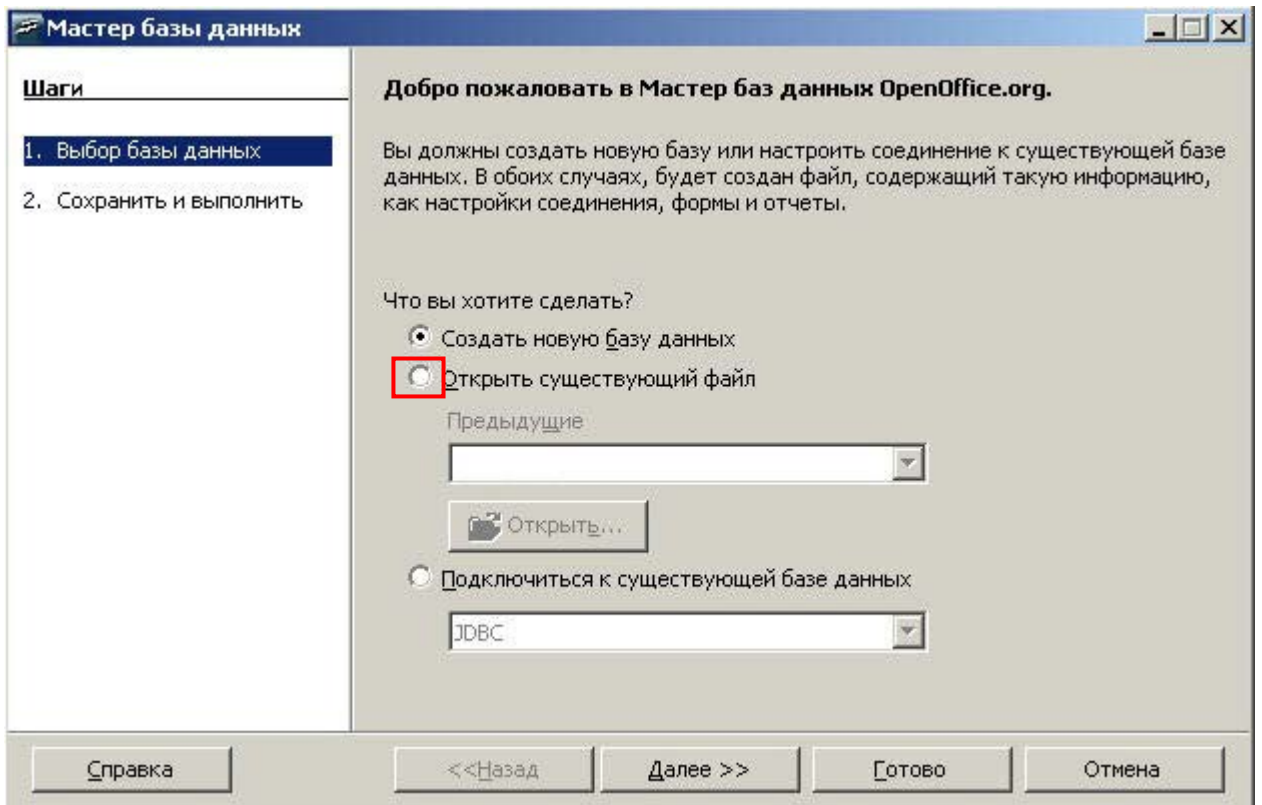 Мастер базы данных
Шаги
1. Выбор базы данных
2. Сохранить и выполнить
Добро пожаловать в Мастер баз данных OpenOffice.org.
Вы должны создать новую базу или настроить соединение к существующей базе
данных. В обоих случаях, будет создан файл, содержащий такую информацию,
как настройки соединения, формы и отчеты.
Что вы хотите сделать?
Создать новую базу данных
Открыть существующий файл
Предыдущие
Открыть...
Подключиться к существующей базе данных
JDBC
Справка
<<Назад
Далее >>
Готово
Отмена